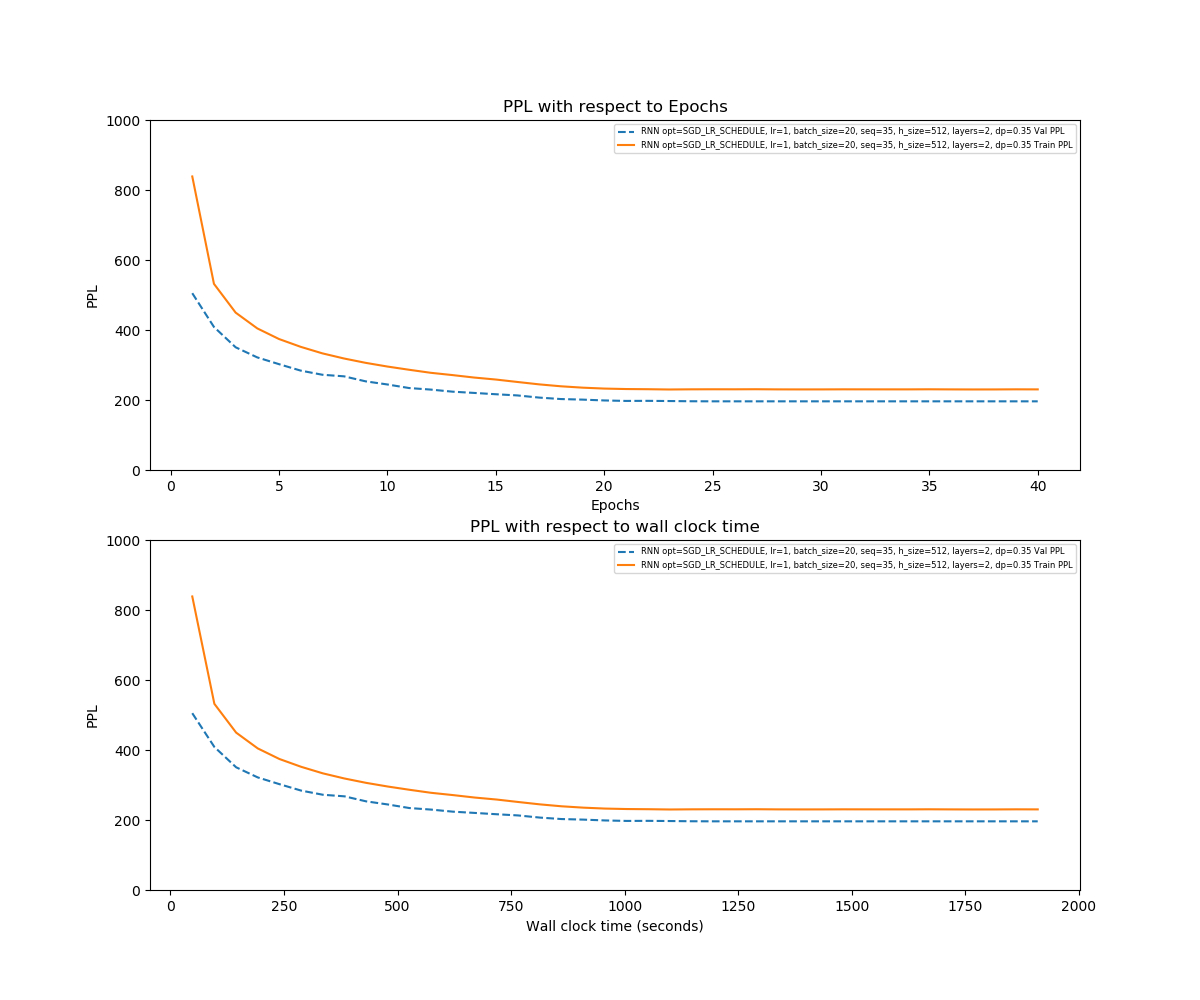 PPL with respect to Epochs
1000
800
600
400
200
0
PPL
RNN opt=SGD_LR_SCHEDULE, lr=1, batch_size=20, seq=35, h_size=512, layers=2, dp=0.35 Val PPL
RNN opt=SGD_LR_SCHEDULE, lr=1, batch_size=20, seq=35, h_size=512, layers=2, dp=0.35 Train PPL
0 5 10 15 20 25 30 35 40
Epochs
PPL with respect to wall clock time
1000
800
600
400
200
0
PPL
RNN opt=SGD_LR_SCHEDULE, lr=1, batch_size=20, seq=35, h_size=512, layers=2, dp=0.35 Val PPL
RNN opt=SGD_LR_SCHEDULE, lr=1, batch_size=20, seq=35, h_size=512, layers=2, dp=0.35 Train PPL
0 250 500 750 1000 1250 1500 1750 2000
Wall clock time (seconds)